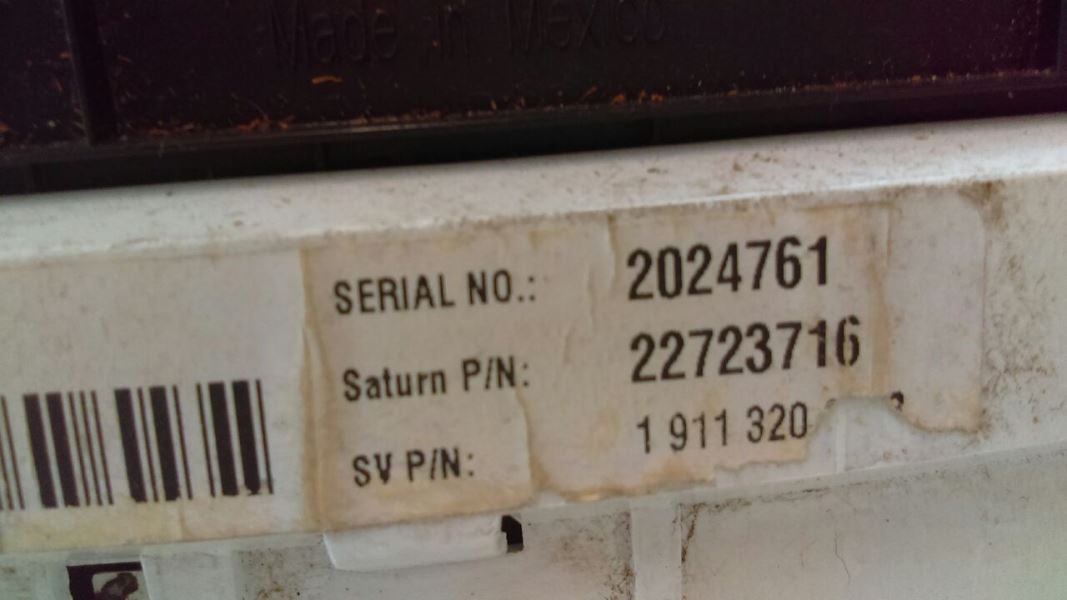 Made in Mexico
SERIAL NO.: 2024761
Saturn P/N: 22723716
SV P/N: 1 911 320